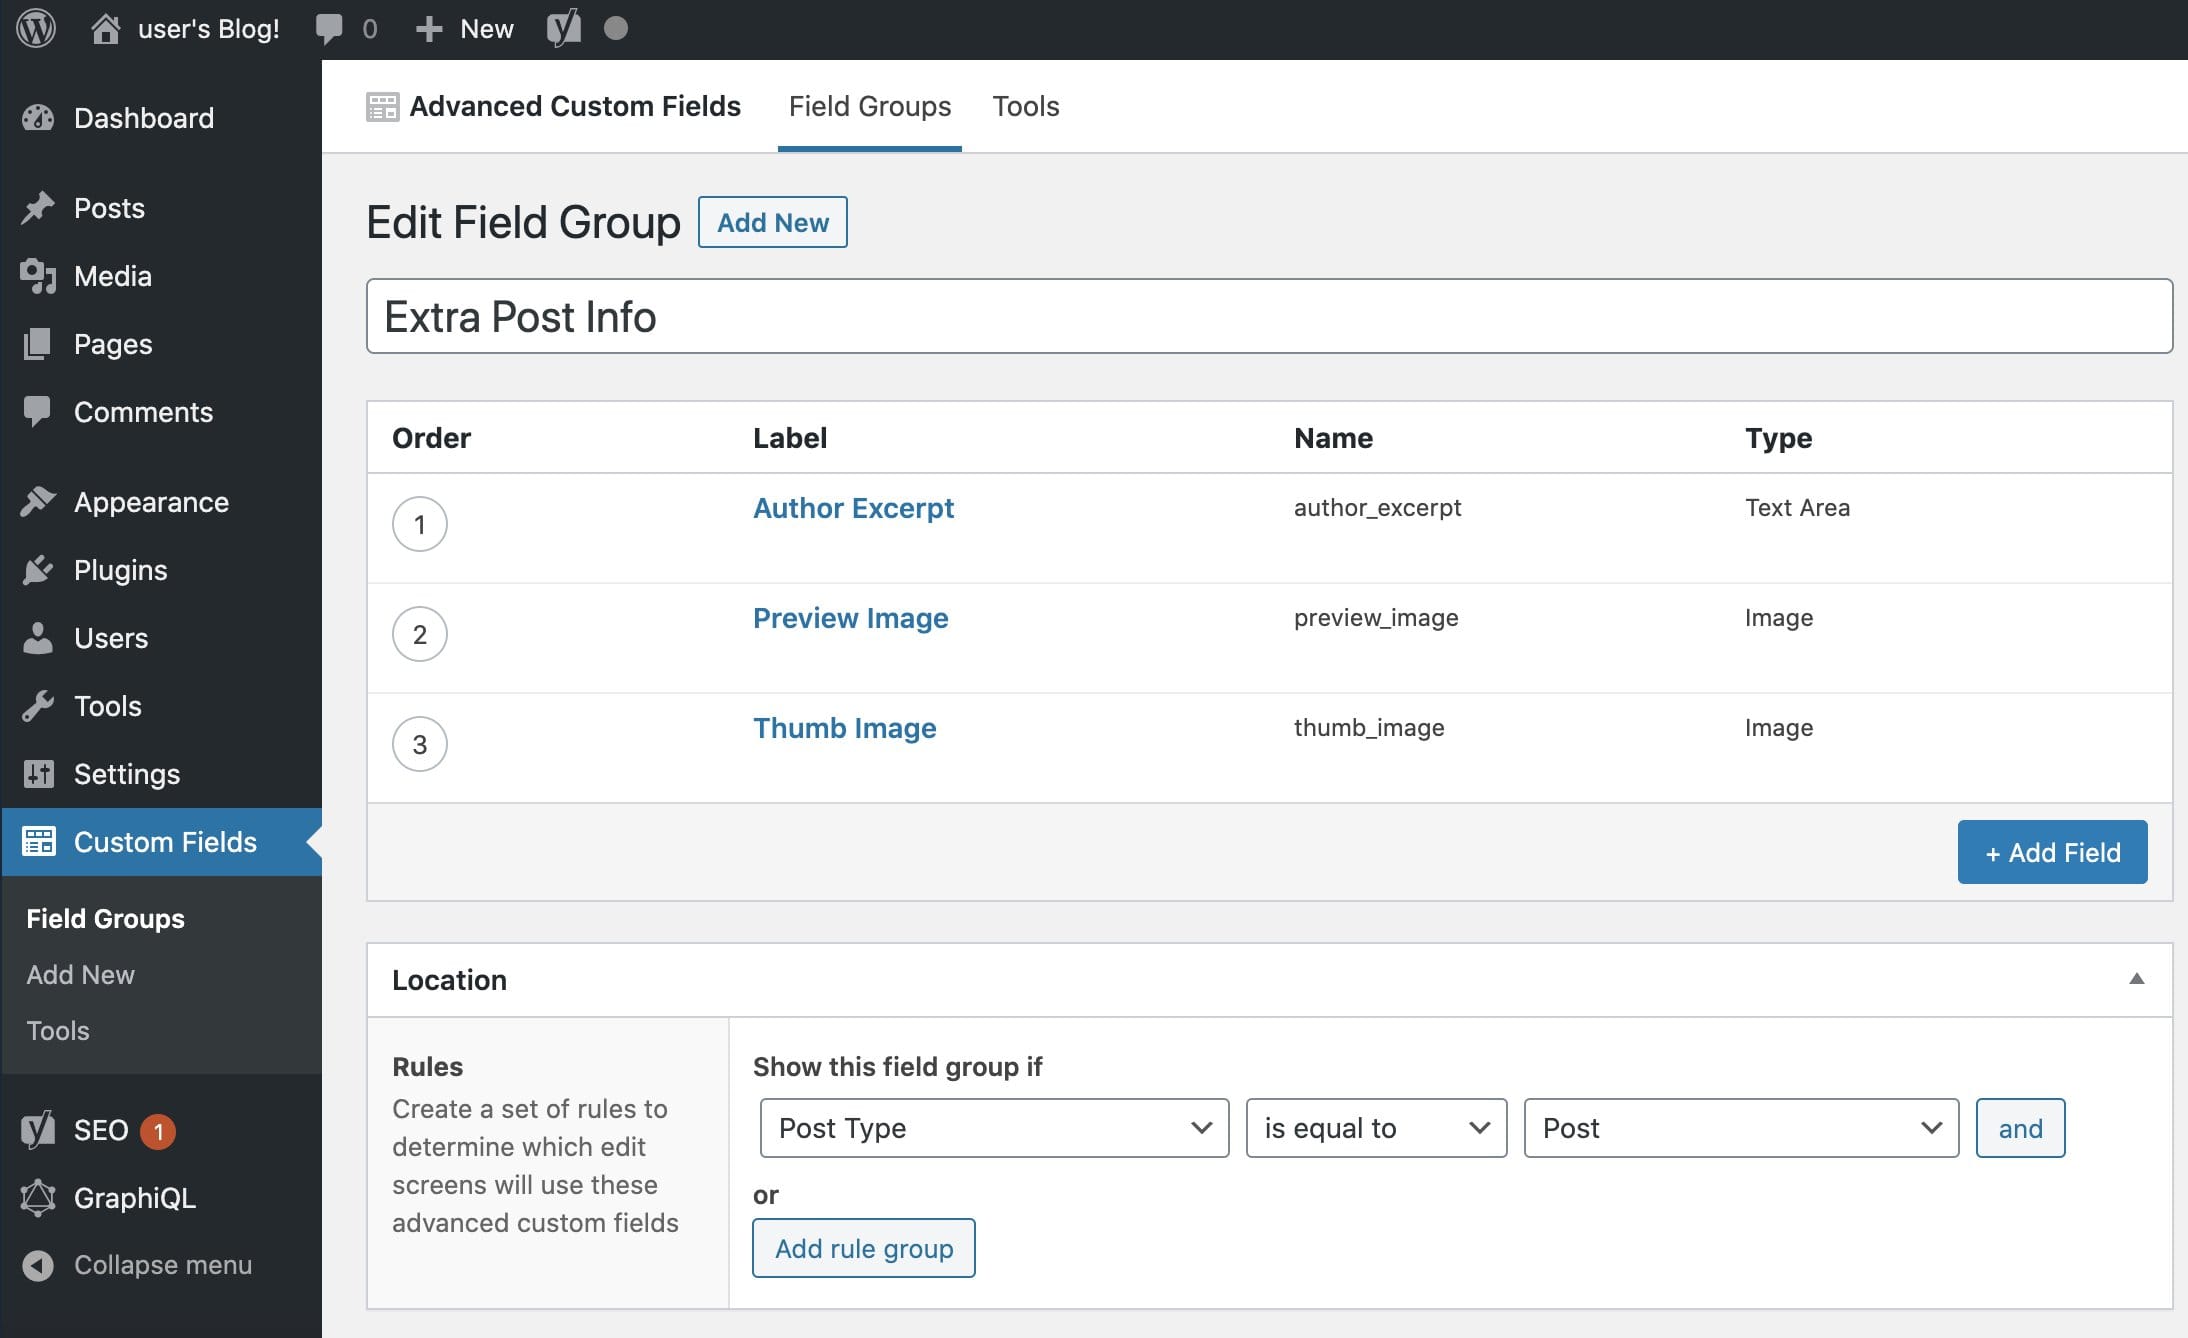 user's Blog! 0 New
Dashboard
Posts
Media
Pages
Comments
Appearance
Plugins
Users
Tools
Settings
Custom Fields
Field Groups
Add New
Tools
SEO 1
GraphiQL
Collapse menu
Advanced Custom Fields Field Groups Tools
Edit Field Group Add New
Extra Post Info
Order Label Name Type
1 Author Excerpt author_excerpt Text Area
2 Preview Image preview_image Image
3 Thumb Image thumb_image Image
+ Add Field
Location
Rules
Create a set of rules to
determine which edit
screens will use these
advanced custom fields
Show this field group if
Post Type is equal to Post and
or
Add rule group